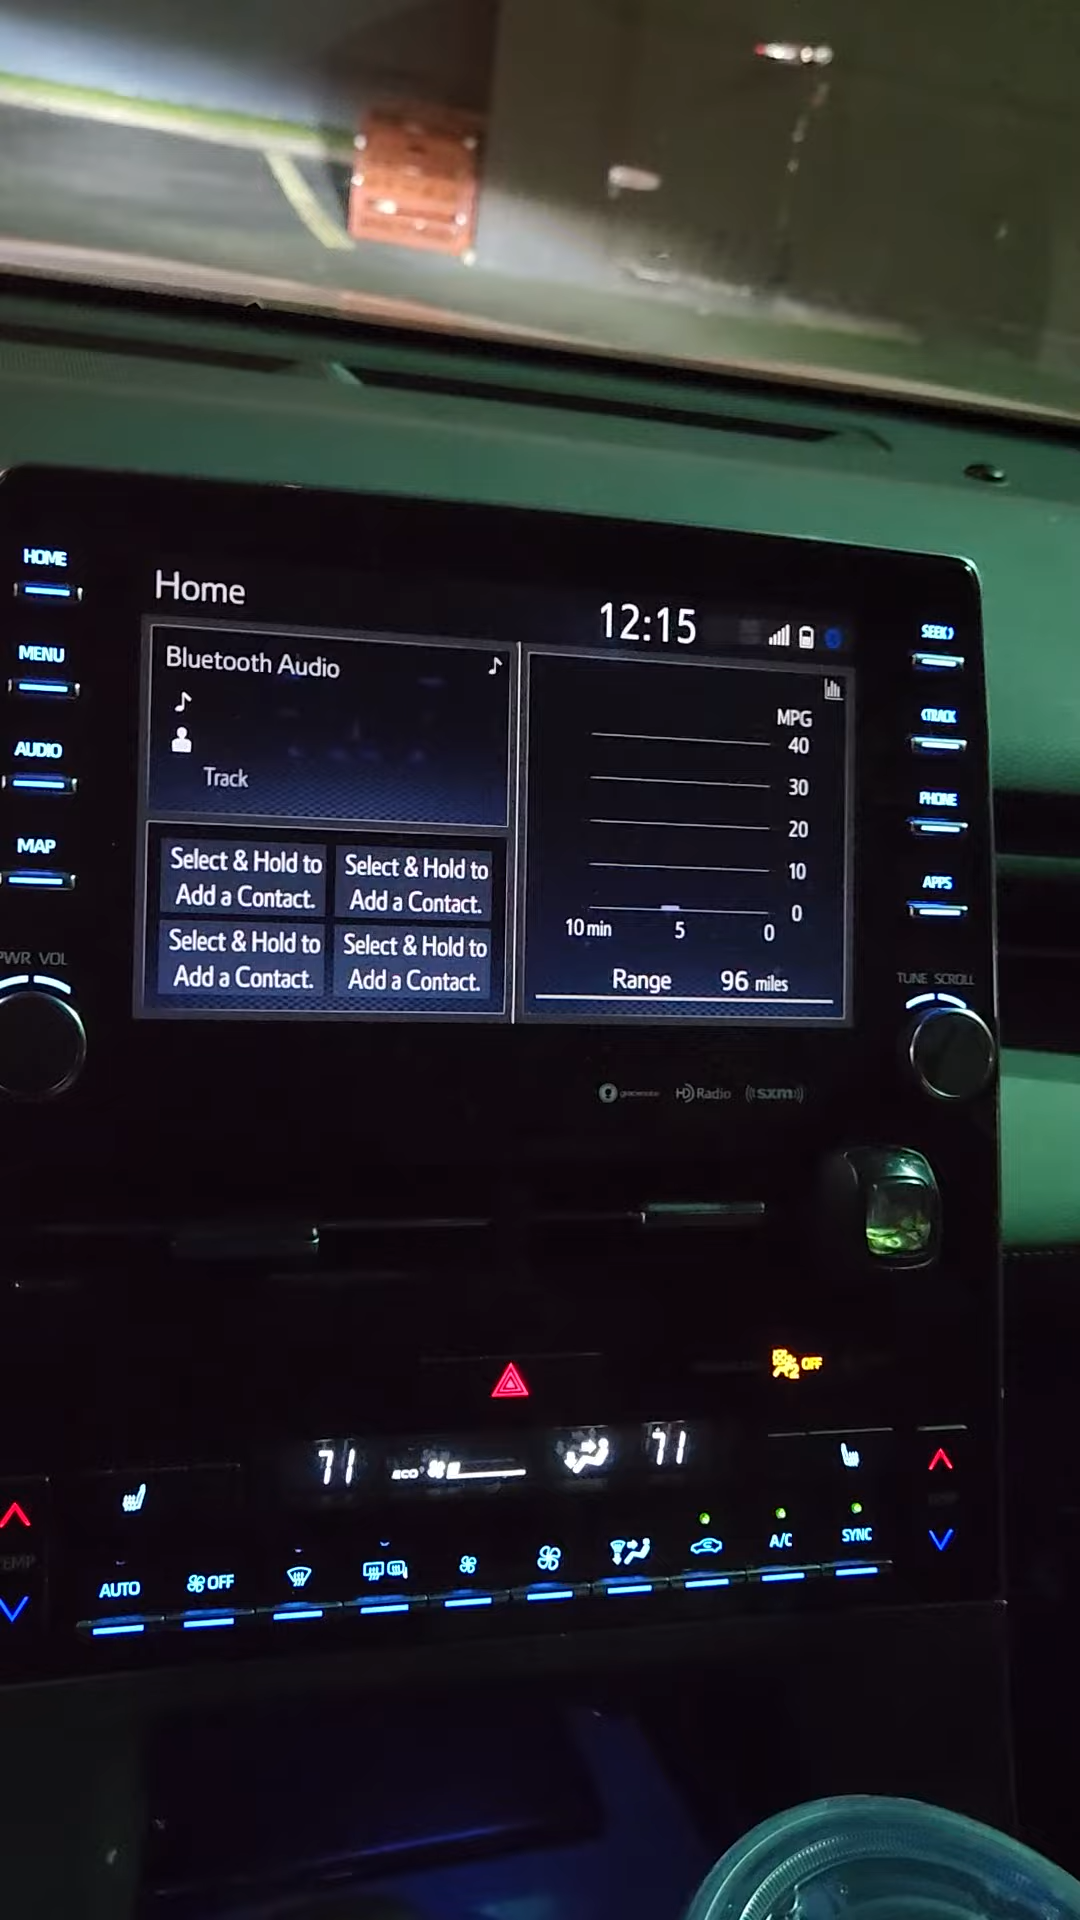 HOME
MENU
AUDIO
MAP
PWR VOL
Home
12:15
Bluetooth Audio
Track
Select & Hold to
Add a Contact.
Select & Hold to
Add a Contact.
Select & Hold to
Add a Contact.
Select & Hold to
Add a Contact.
MPG
40
30
20
10
0
10 min 5 0
Range 96 miles
SEEK
TRACK
PHONE
APPS
TUNE SCROLL
HD Radio
((sxm))
2 OFF
71
ECO
71
TEMP
AUTO
OFF
A/C
SYNC